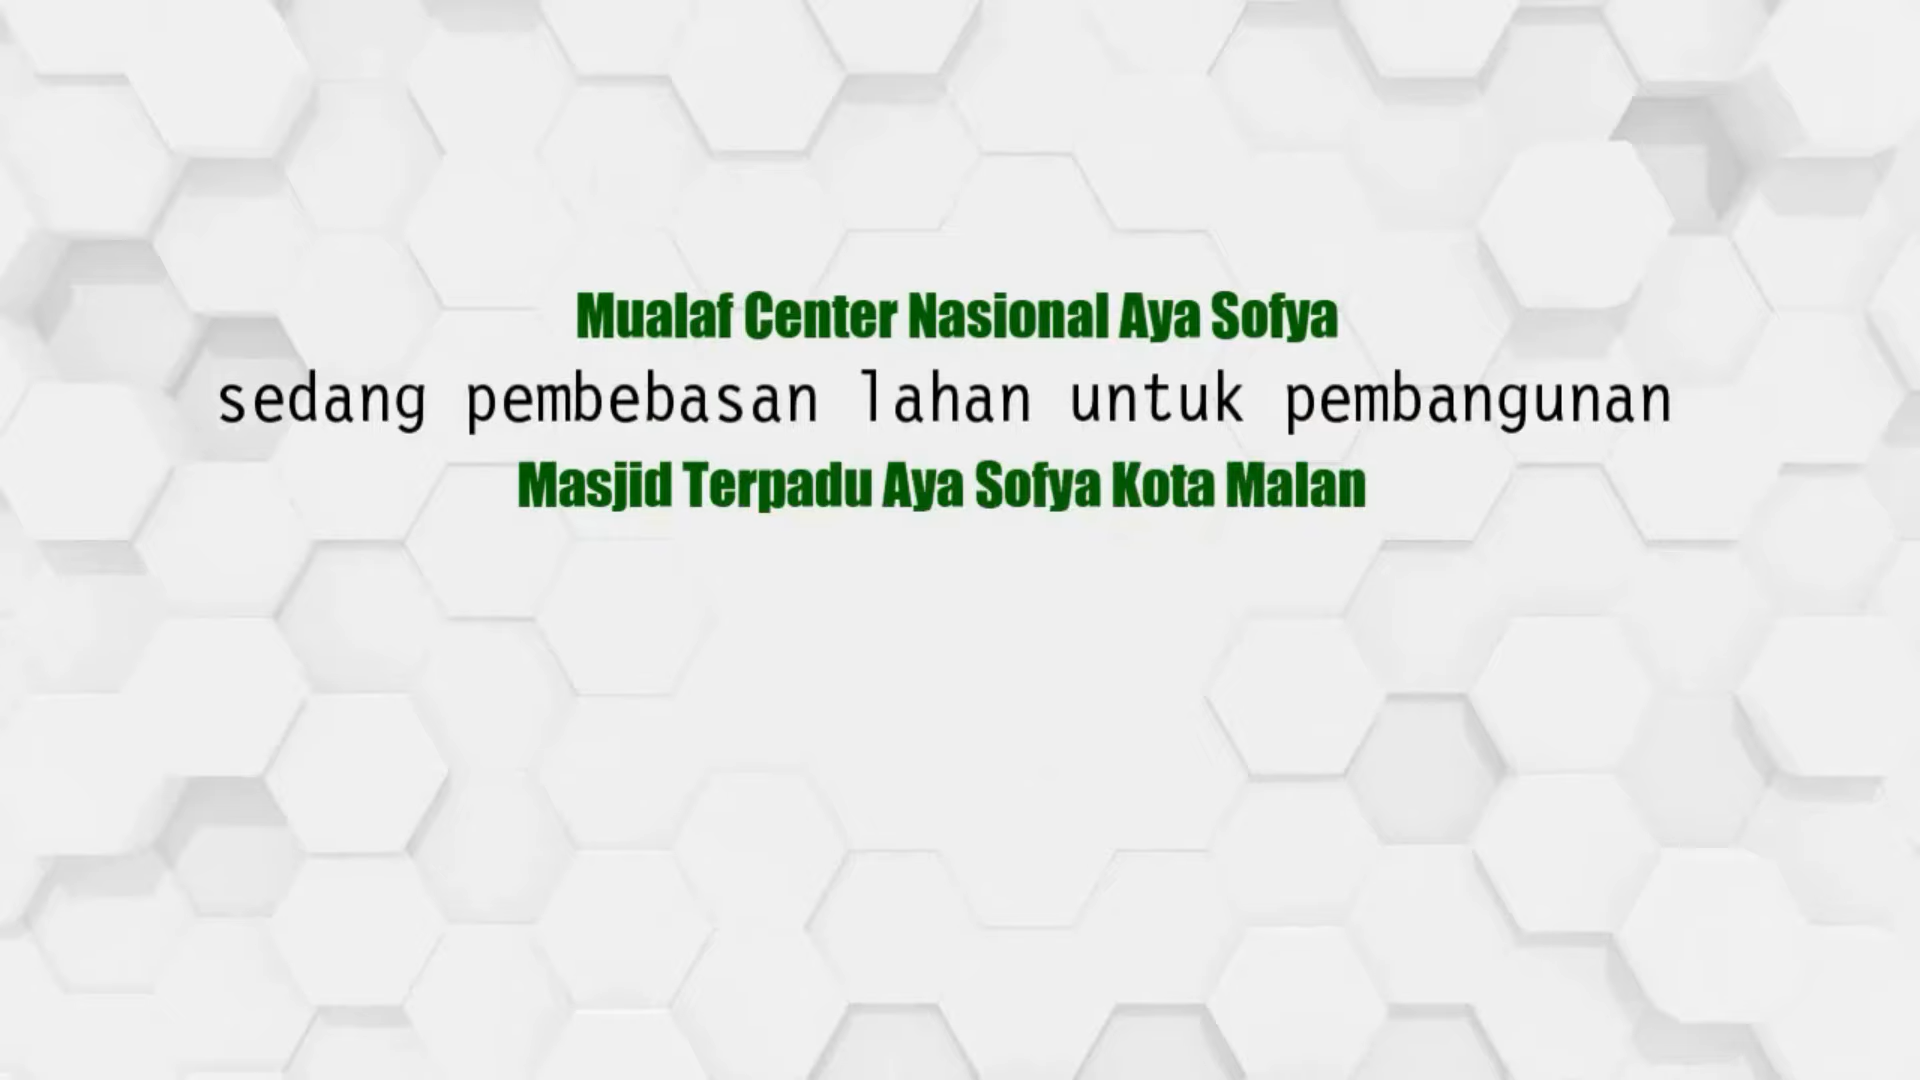 Mualaf Center Nasional Aya Sofya
sedang pembebasan lahan untuk pembangunan
Masjid Terpadu Aya Sofya Kota Malan